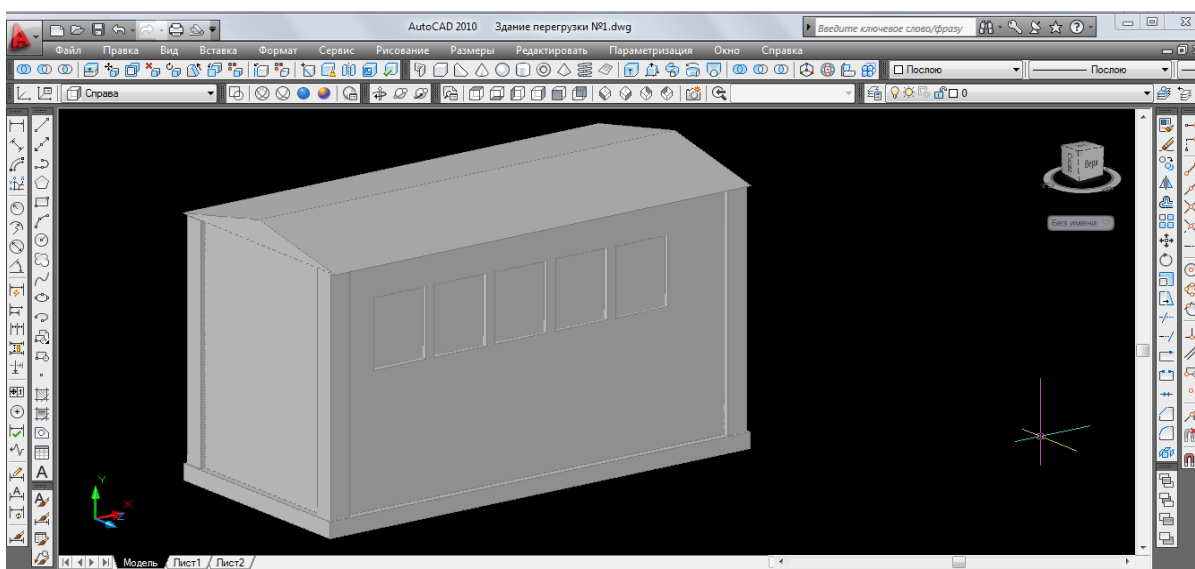 AutoCAD 2010 Здание перегрузки №1.dwg Введите ключевое слово/фразу
Файл Правка Вид Вставка Формат Сервис Рисование Размеры Редактировать Параметризация Окно Справка
Послою Послою
Справа 0
Верх
Без имени
Y
X
Z
A
Модель Лист1 Лист2